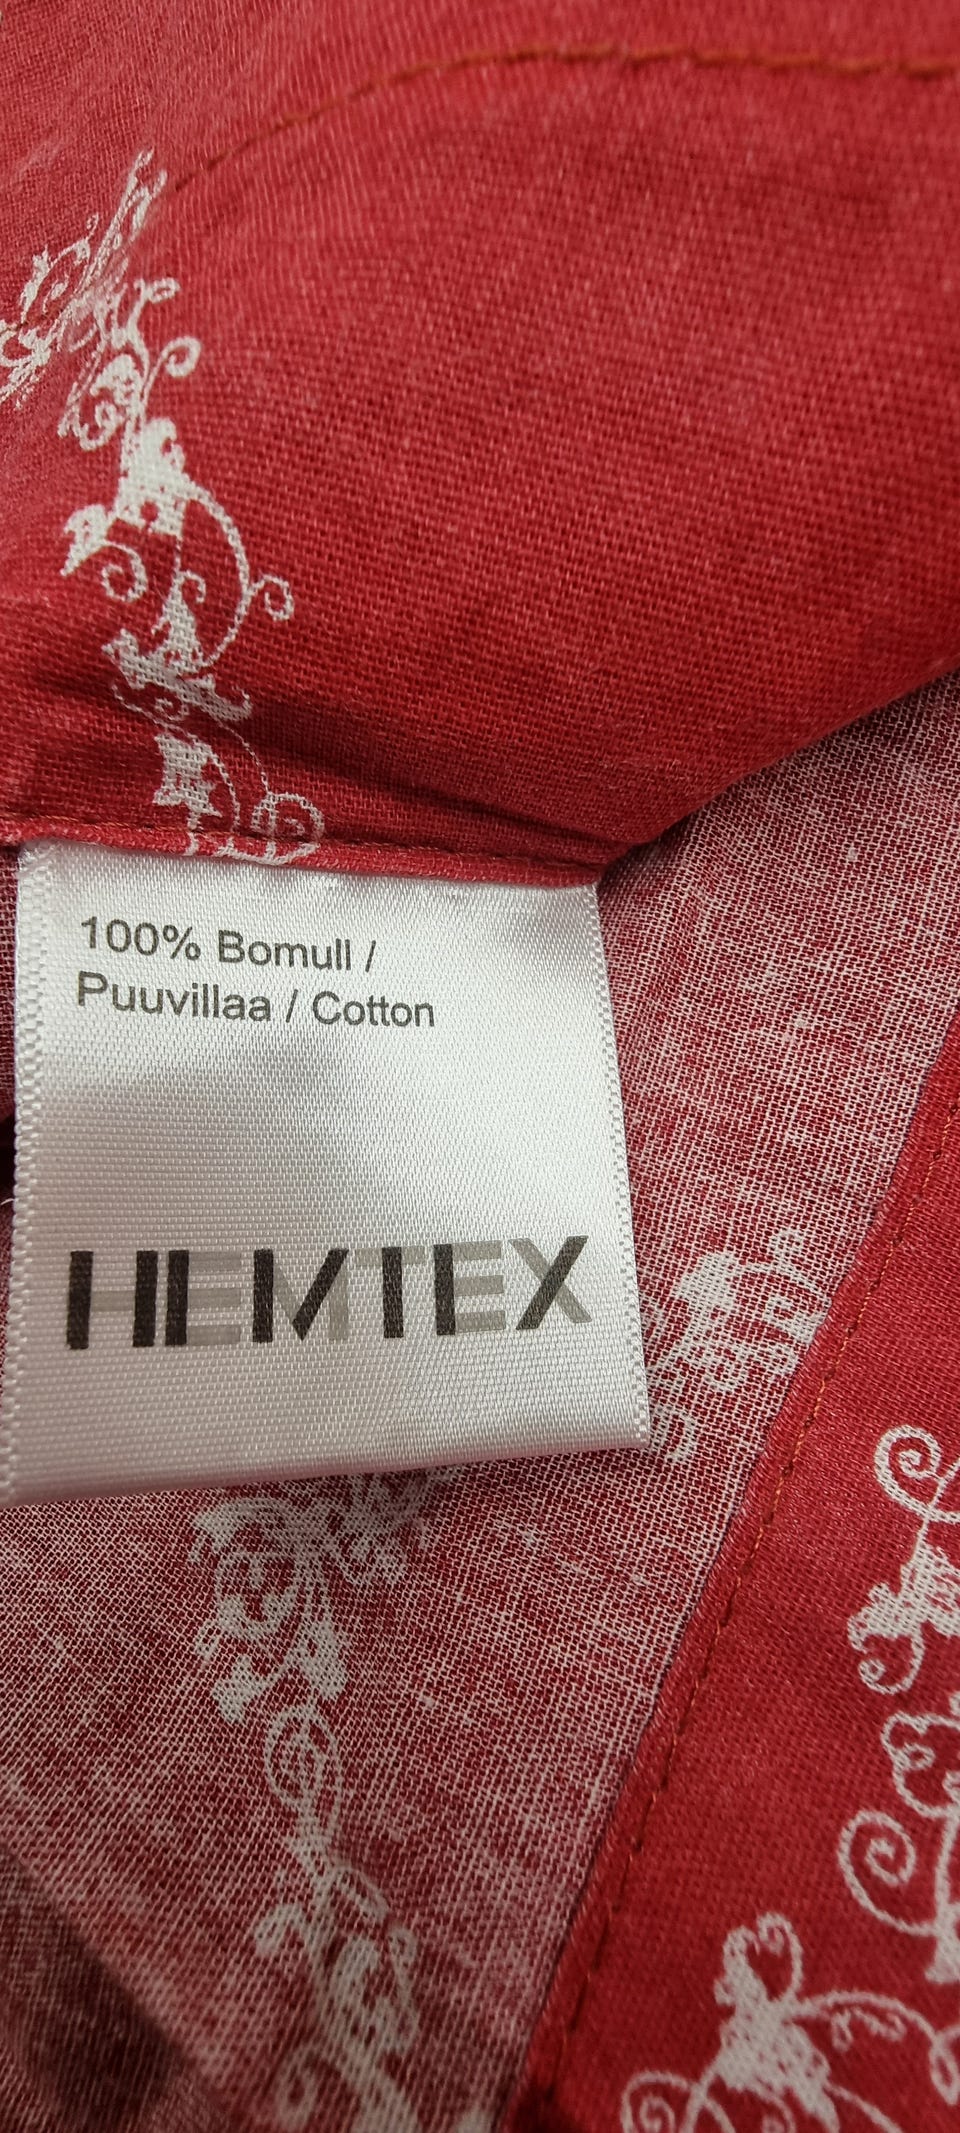 100% Bomull /
Puuvillaa / Cotton
HEMTEX